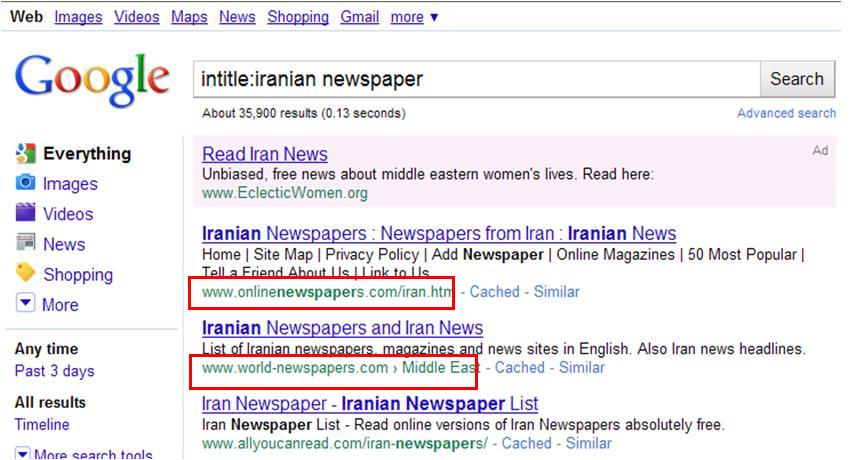 Web Images Videos Maps News Shopping Gmail more ▼
Google
intitle:iranian newspaper
Search
About 35,900 results (0.13 seconds)
Advanced search
Everything
Images
Videos
News
Shopping
More
Any time
Past 3 days
All results
Timeline
More search tools
Read Iran News
Ad
Unbiased, free news about middle eastern women's lives. Read here:
www.EclecticWomen.org
Iranian Newspapers : Newspapers from Iran : Iranian News
Home | Site Map | Privacy Policy | Add Newspaper | Online Magazines | 50 Most Popular |
Tell a Friend About Us | Link to Us
www.onlinenewspapers.com/iran.htm - Cached - Similar
Iranian Newspapers and Iran News
List of Iranian newspapers, magazines and news sites in English. Also Iran news headlines.
www.world-newspapers.com › Middle East - Cached - Similar
Iran Newspaper - Iranian Newspaper List
Iran Newspaper List - Read online versions of Iran Newspapers absolutely free.
www.allyoucanread.com/iran-newspapers/ - Cached - Similar